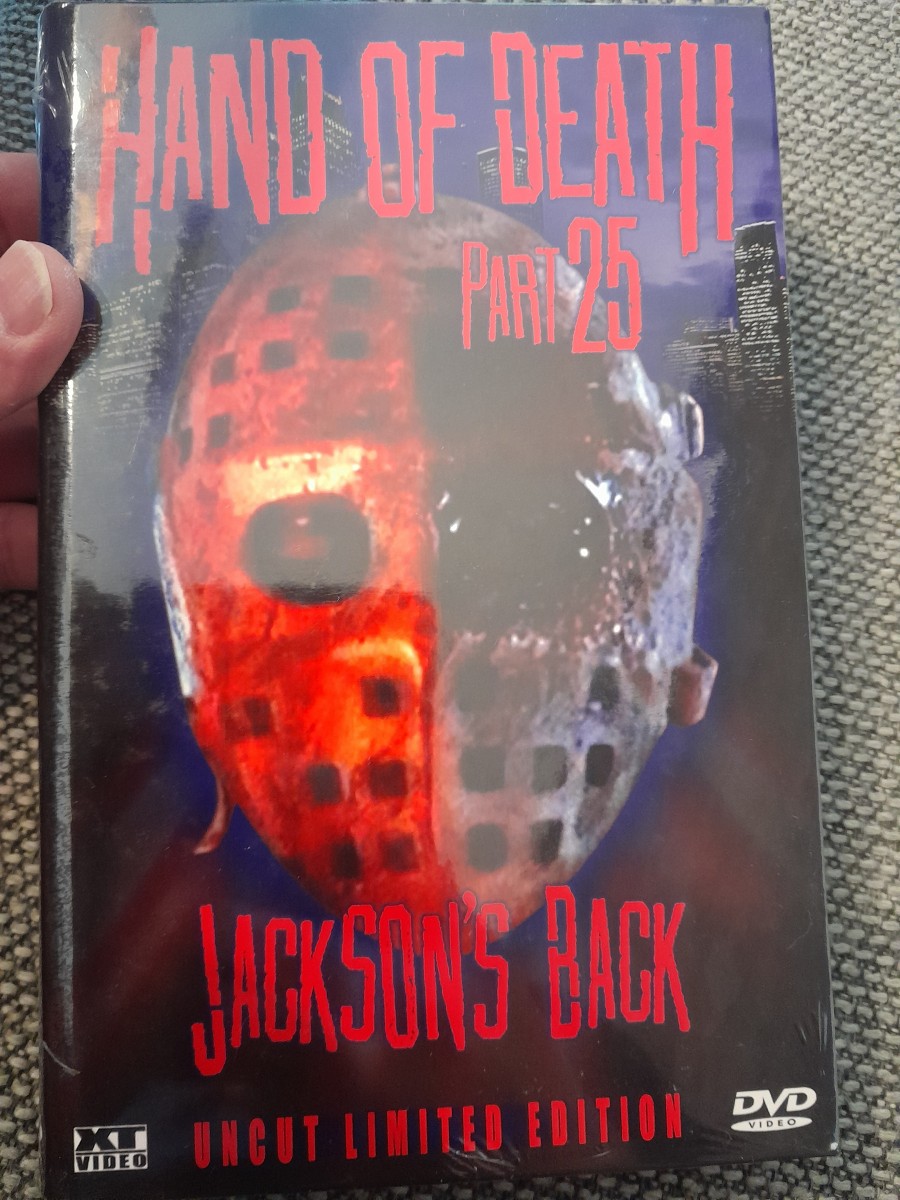 HAND OF DEATH
PART 25
JACKSON'S BACK
UNCUT LIMITED EDITION
XT
VIDEO
DVD
VIDEO